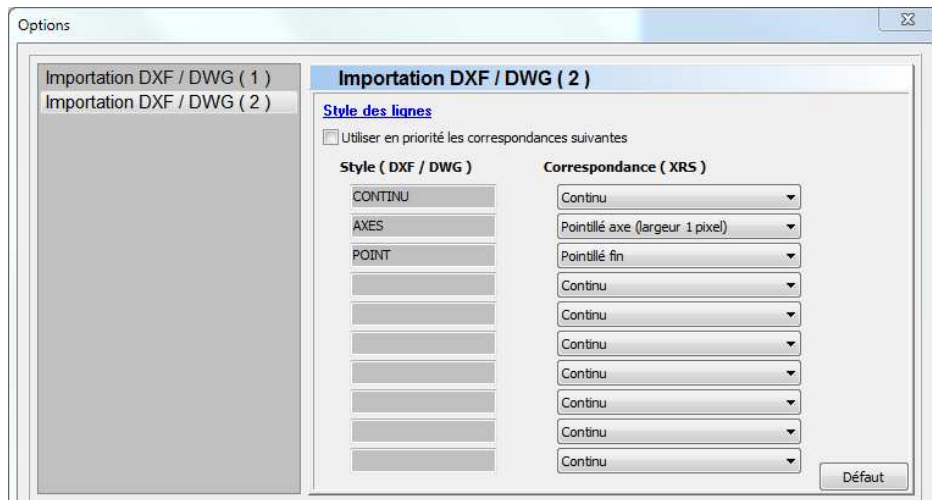 Options
Importation DXF / DWG ( 1 )
Importation DXF / DWG ( 2 )
Importation DXF / DWG ( 2 )
Style des lignes
Utiliser en priorité les correspondances suivantes
Style ( DXF / DWG ) Correspondance ( XRS )
CONTINU Continu
AXES Pointillé axe (largeur 1 pixel)
POINT Pointillé fin
Continu
Continu
Continu
Continu
Continu
Continu
Continu
Défaut